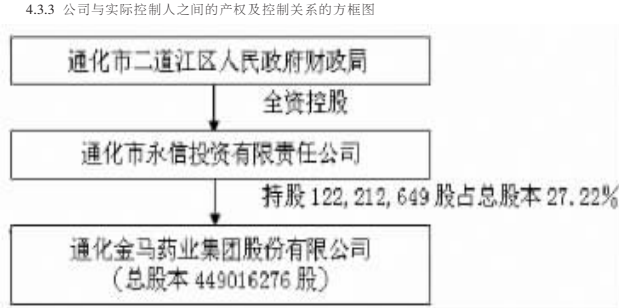 4.3.3 公司与实际控制人之间的产权及控制关系的方框图
通化市二道江区人民政府财政局
全资控股
通化市永信投资有限责任公司
持股 122,212,649 股占总股本 27.22%
通化金马药业集团股份有限公司
（总股本 449016276 股）